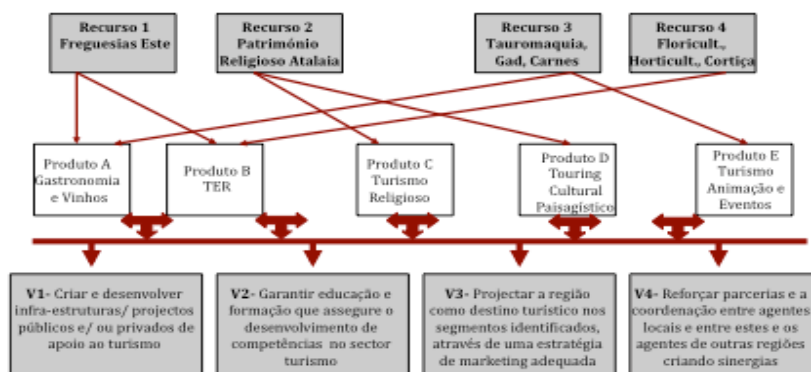 Recurso 1
Freguesias Este
Recurso 2
Património
Religioso Atalaia
Recurso 3
Tauromaquia,
Gad, Carnes
Recurso 4
Floricult.,
Horticult., Cortiça
Produto A
Gastronomia
e Vinhos
Produto B
TER
Produto C
Turismo
Religioso
Produto D
Touring
Cultural
Paisagístico
Produto E
Turismo
Animação e
Eventos
V1- Criar e desenvolver
infra-estruturas/ projectos
públicos e/ ou privados de
apoio ao turismo
V2- Garantir educação e
formação que assegure o
desenvolvimento de
competências no sector
turismo
V3- Projectar a região
como destino turístico nos
segmentos identificados,
através de uma estratégia
de marketing adequada
V4- Reforçar parcerias e a
coordenação entre agentes
locais e entre estes e os
agentes de outras regiões
criando sinergias